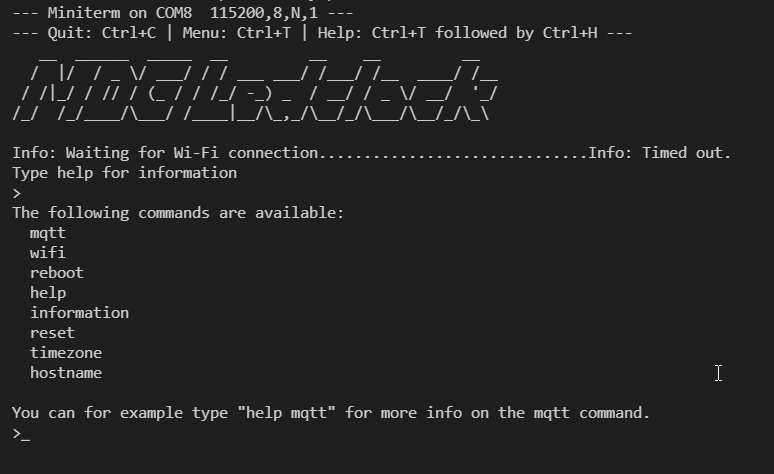 --- Miniterm on COM8  115200,8,N,1 ---
--- Quit: Ctrl+C | Menu: Ctrl+T | Help: Ctrl+T followed by Ctrl+H ---
Info: Waiting for Wi-Fi connection..............................Info: Timed out.
Type help for information
>
The following commands are available:
  mqtt
  wifi
  reboot
  help
  information
  reset
  timezone
  hostname
You can for example type "help mqtt" for more info on the mqtt command.
>_